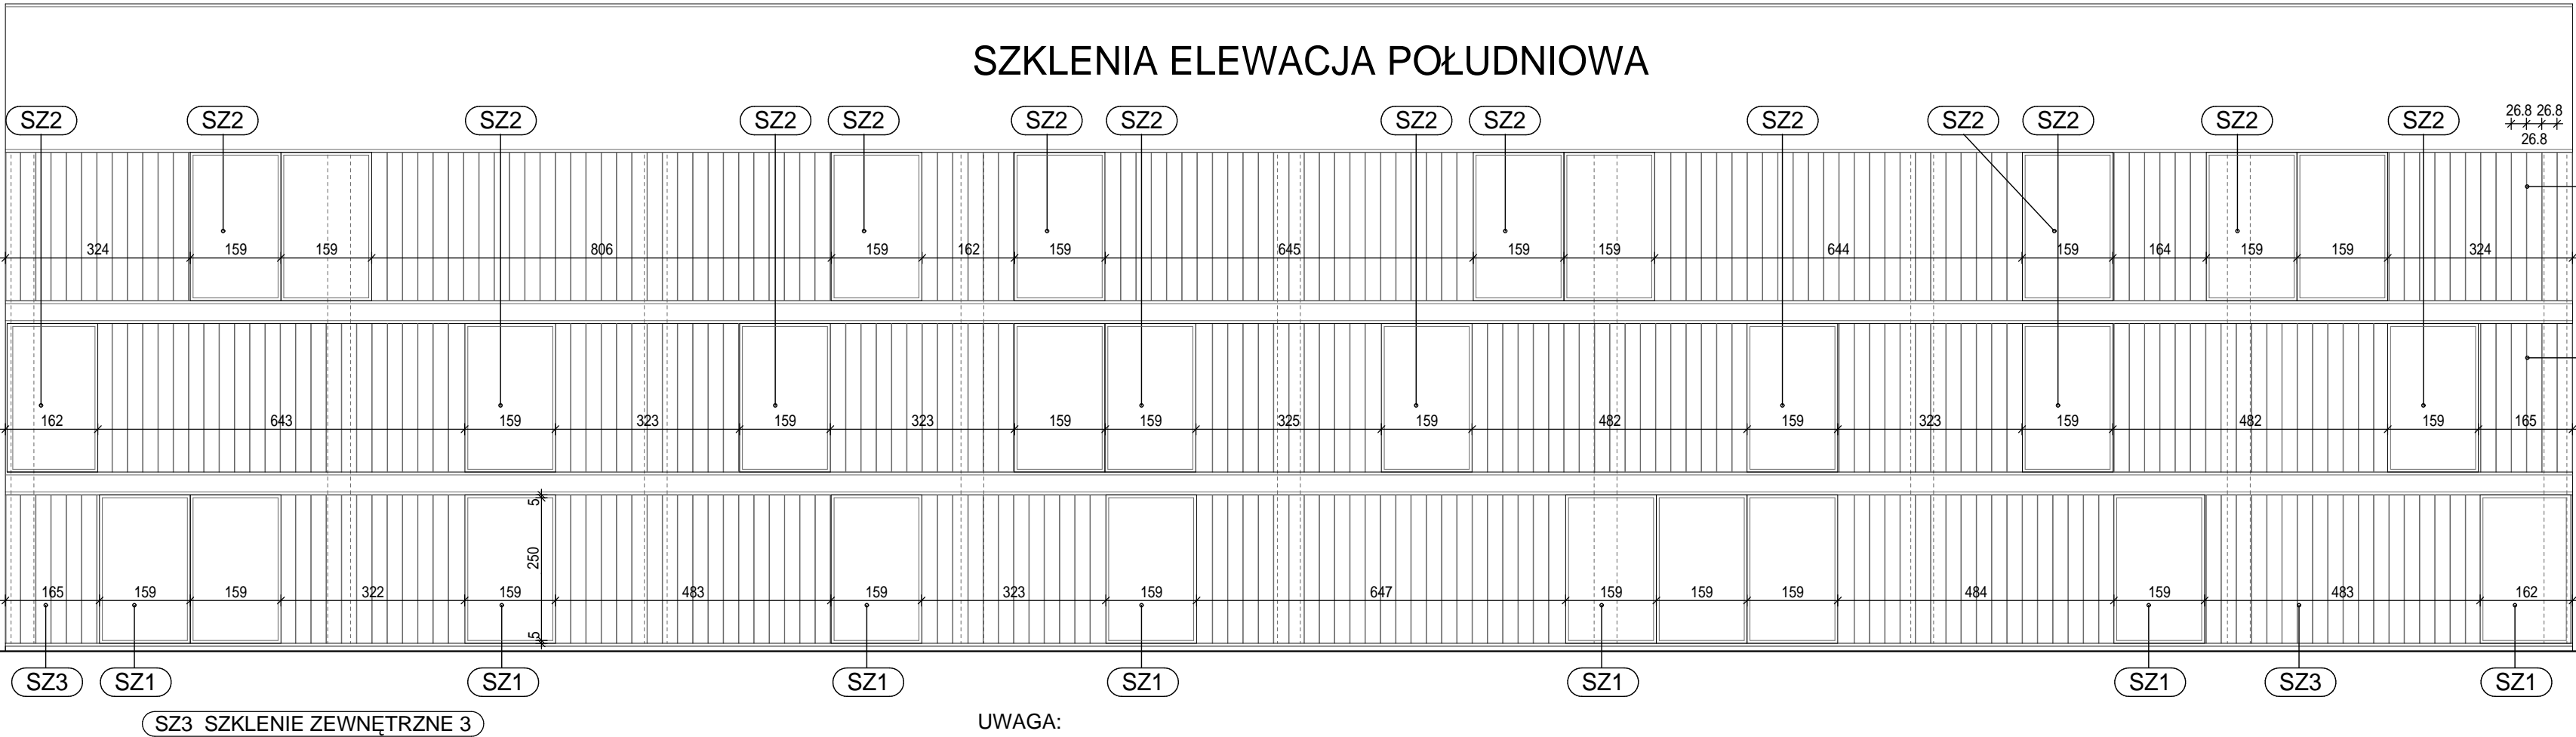 SZKLENIA ELEWACJA POŁUDNIOWA
SZ2 SZ2 SZ2 SZ2 SZ2 SZ2 SZ2 SZ2 SZ2 SZ2 SZ2 SZ2 SZ2 SZ2
26.8 26.8
26.8
324 159 159 806 159 162 159 645 159 159 644 159 164 159 159 324
162 643 159 323 159 323 159 159 325 159 482 159 323 159 482 159 165
5
250
5
165 159 159 322 159 483 159 323 159 647 159 159 159 484 159 483 162
SZ3 SZ1 SZ1 SZ1 SZ1 SZ1 SZ1 SZ3 SZ1
SZ3 SZKLENIE ZEWNĘTRZNE 3
UWAGA: